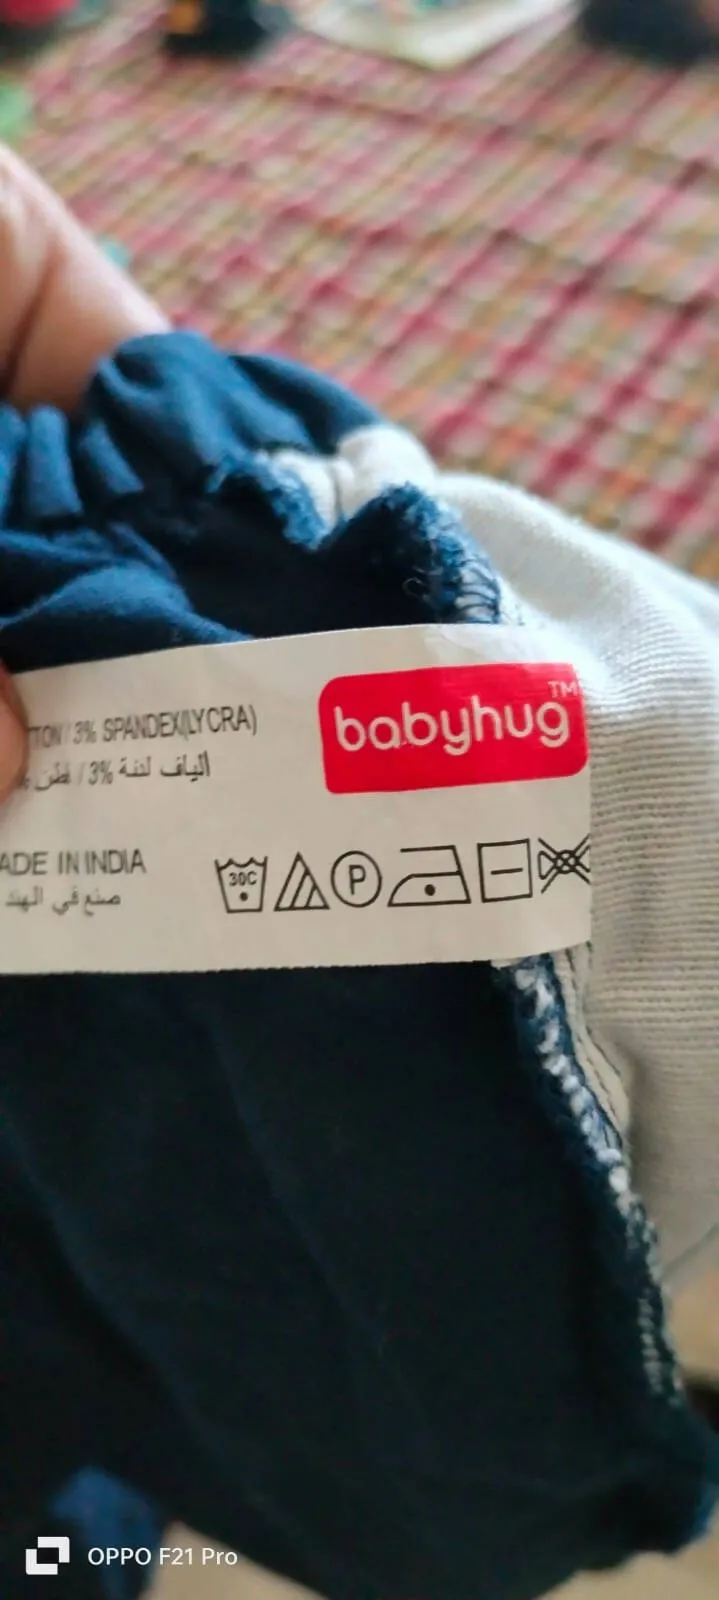 babyhug TM
TTON / 3% SPANDEX(LYCRA)
الياف لدنة 3% / قطن %
ADE IN INDIA
صنع في الهند
30C
P
OPPO F21 Pro